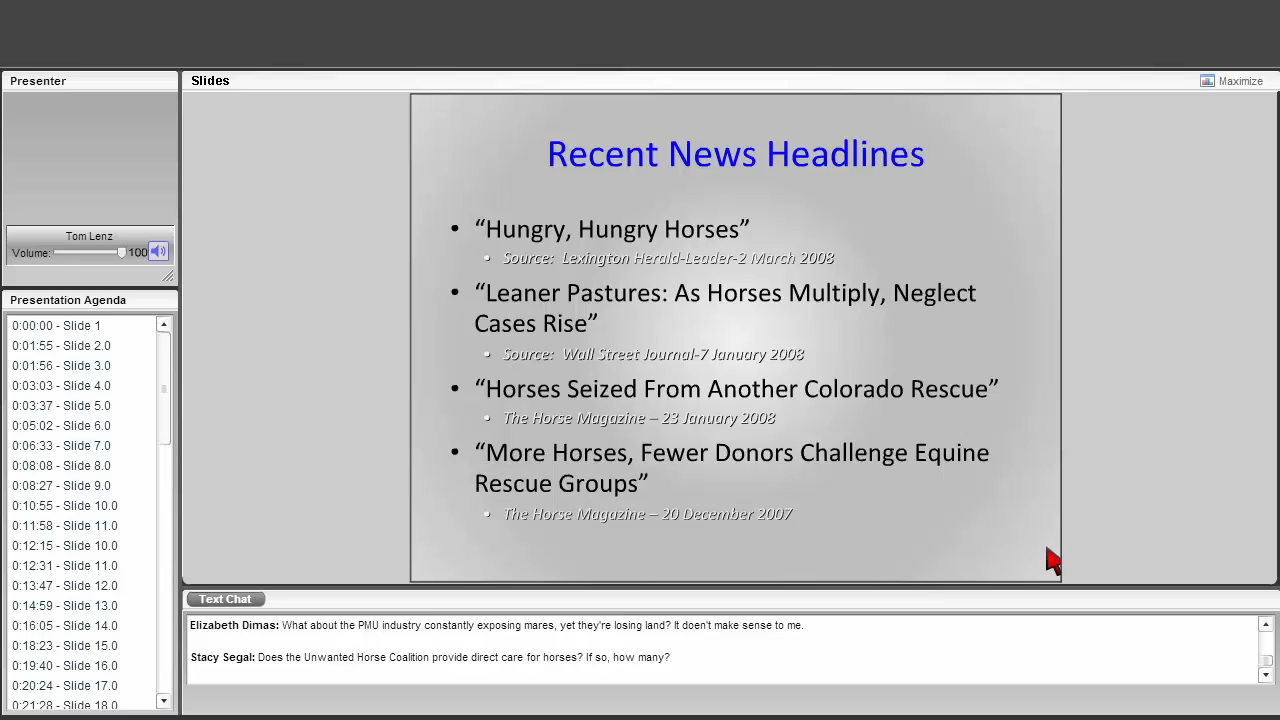 Presenter
Slides
Maximize
Tom Lenz
Volume: 100
Presentation Agenda
0:00:00 - Slide 1
0:01:55 - Slide 2.0
0:01:56 - Slide 3.0
0:03:03 - Slide 4.0
0:03:37 - Slide 5.0
0:05:02 - Slide 6.0
0:06:33 - Slide 7.0
0:08:08 - Slide 8.0
0:08:27 - Slide 9.0
0:10:55 - Slide 10.0
0:11:58 - Slide 11.0
0:12:15 - Slide 10.0
0:12:31 - Slide 11.0
0:13:47 - Slide 12.0
0:14:59 - Slide 13.0
0:16:05 - Slide 14.0
0:18:23 - Slide 15.0
0:19:40 - Slide 16.0
0:20:24 - Slide 17.0
0:21:28 - Slide 18.0
Recent News Headlines
• “Hungry, Hungry Horses”
• Source: Lexington Herald-Leader-2 March 2008
• “Leaner Pastures: As Horses Multiply, Neglect
Cases Rise”
• Source: Wall Street Journal-7 January 2008
• “Horses Seized From Another Colorado Rescue”
• The Horse Magazine – 23 January 2008
• “More Horses, Fewer Donors Challenge Equine
Rescue Groups”
• The Horse Magazine – 20 December 2007
Text Chat
Elizabeth Dimas: What about the PMU industry constantly exposing mares, yet they're losing land? It doen't make sense to me.
Stacy Segal: Does the Unwanted Horse Coalition provide direct care for horses? If so, how many?